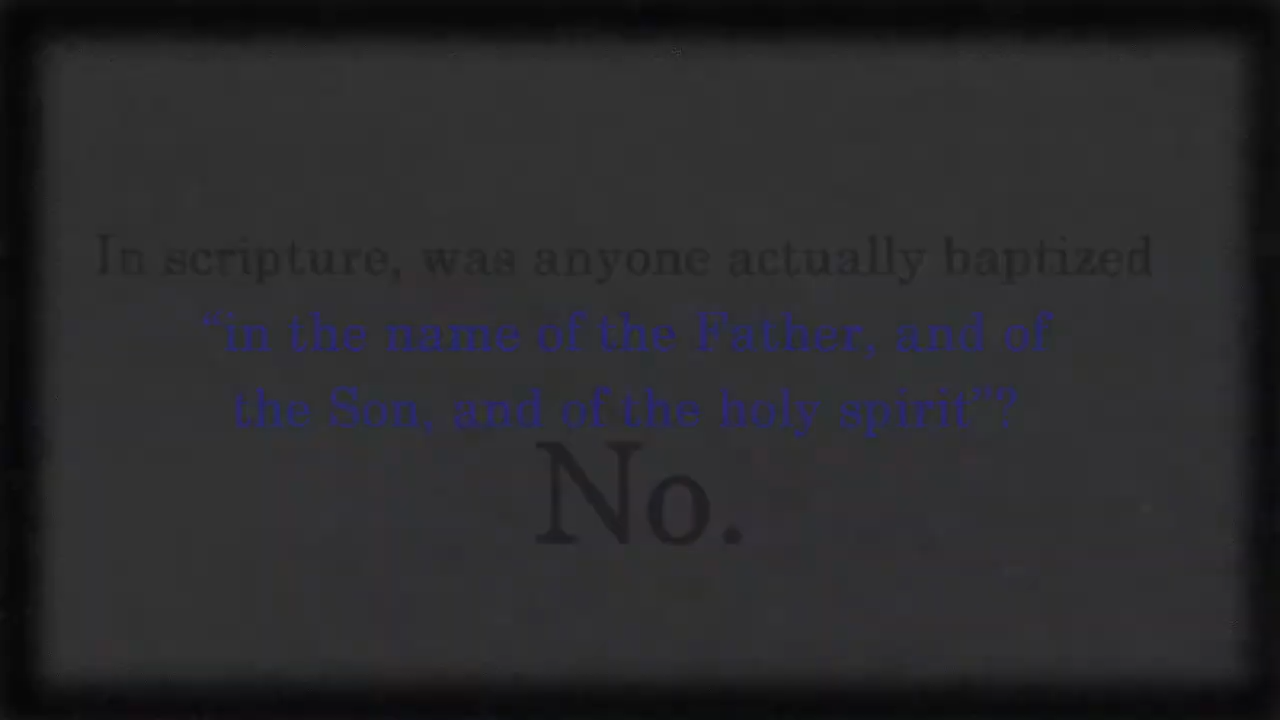 In scripture, was anyone actually baptized
“in the name of the Father, and of
the Son, and of the holy spirit”?
No.